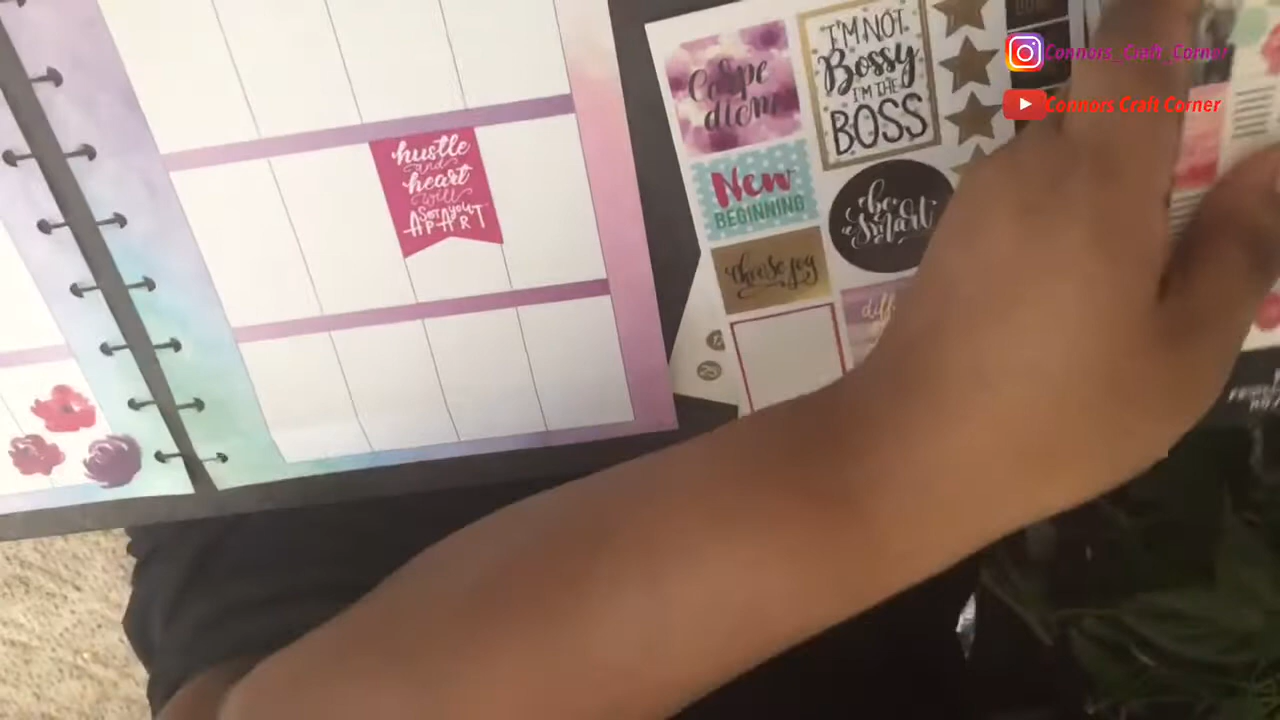 hustle
and
heart
will
Set you
APART
Carpe
diem
I'M NOT
Bossy
I'M THE
BOSS
New
BEGINNING
be
smart
choose joy
25
Connors_Craft_Corner
Connors Craft Corner